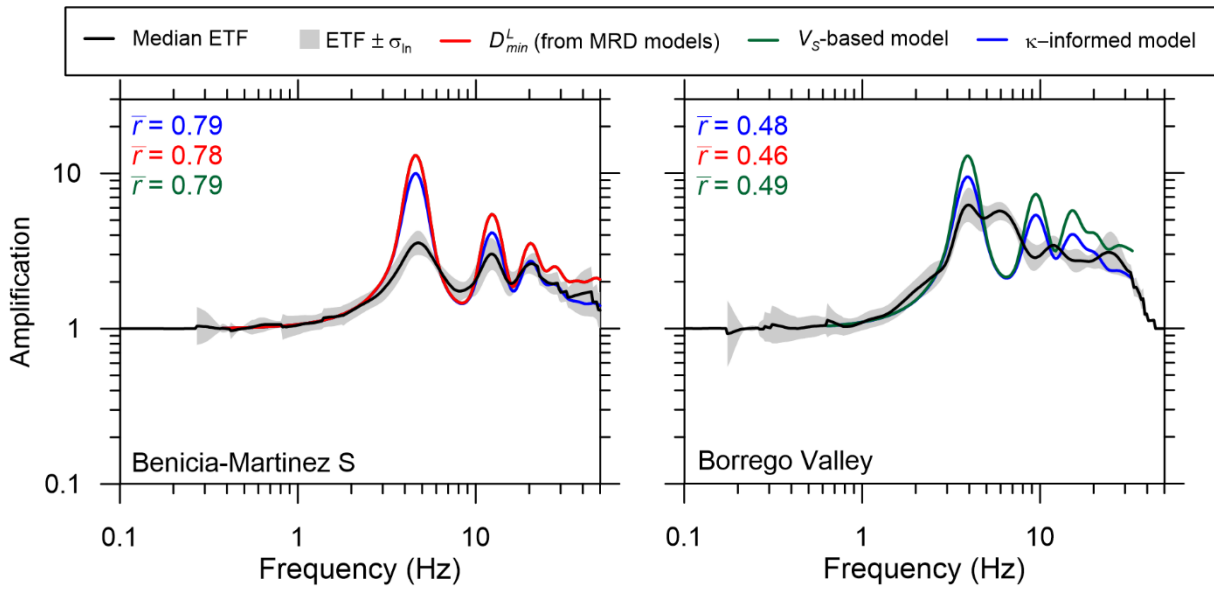 Median ETF ETF ± σln D^L_min (from MRD models) VS-based model κ–informed model
r̅ = 0.79
r̅ = 0.78
r̅ = 0.79
r̅ = 0.48
r̅ = 0.46
r̅ = 0.49
10
1
0.1
Amplification
Benicia-Martinez S
Borrego Valley
0.1 1 10
0.1 1 10
Frequency (Hz)
Frequency (Hz)